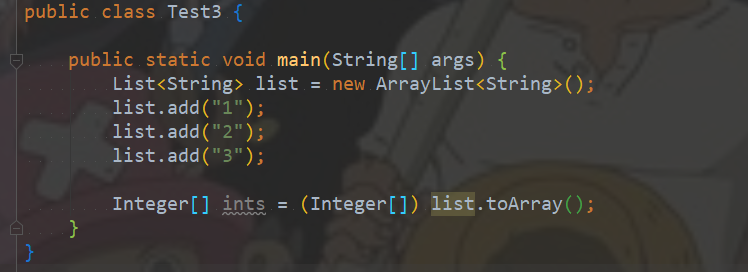 public class Test3 {
public static void main(String[] args) {
List<String> list = new ArrayList<String>();
list.add("1");
list.add("2");
list.add("3");
Integer[] ints = (Integer[]) list.toArray();
}
}